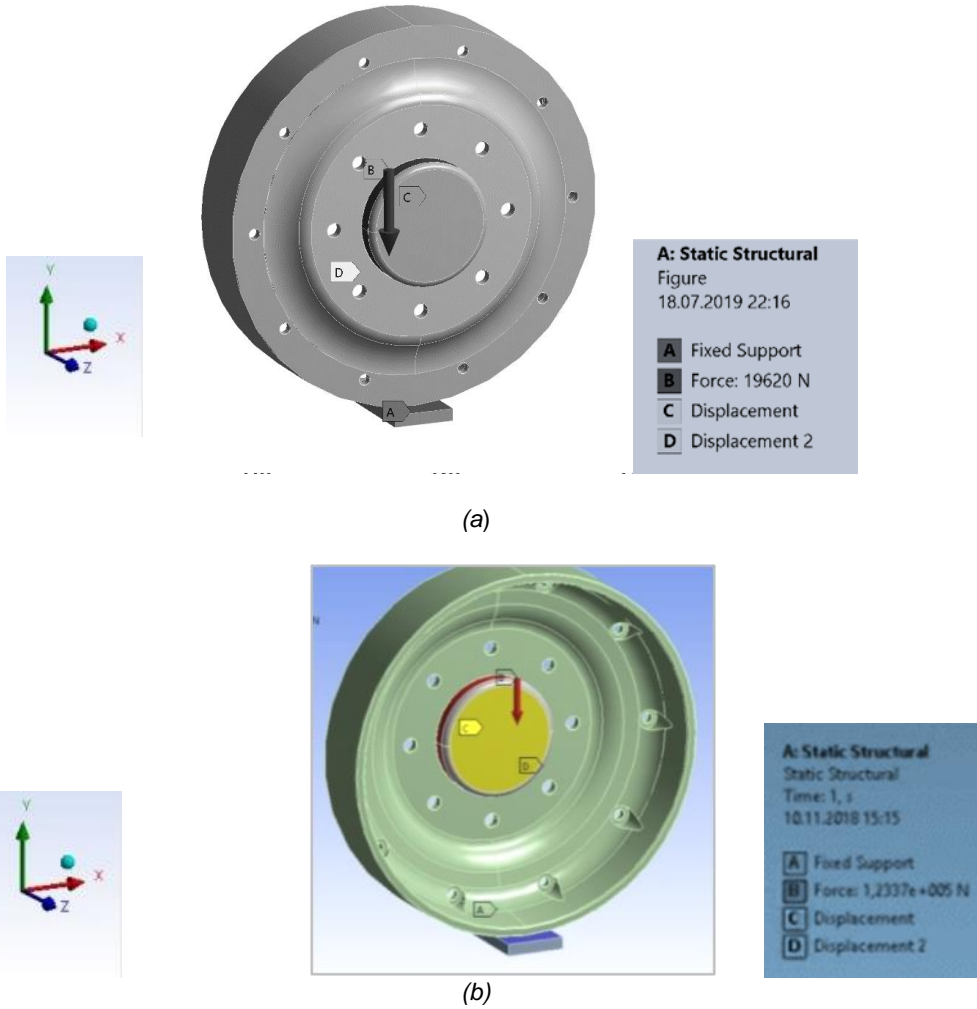 B
C
D
A
Y
X
Z
A: Static Structural
Figure
18.07.2019 22:16
A Fixed Support
B Force: 19620 N
C Displacement
D Displacement 2
(a)
N
C
D
A
Y
X
Z
A: Static Structural
Static Structural
Time: 1, s
10.11.2018 15:15
A Fixed Support
B Force: 1,2337e+005 N
C Displacement
D Displacement 2
(b)